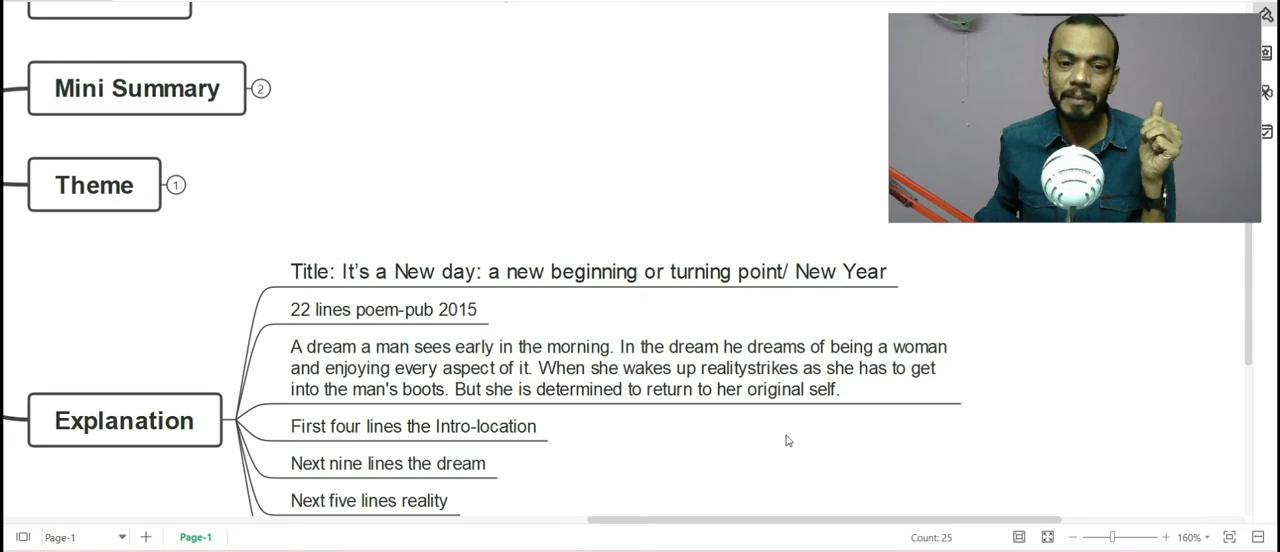 Mini Summary
2
Theme
1
Title: It's a New day: a new beginning or turning point/ New Year
22 lines poem-pub 2015
A dream a man sees early in the morning. In the dream he dreams of being a woman
and enjoying every aspect of it. When she wakes up realitystrikes as she has to get
into the man's boots. But she is determined to return to her original self.
Explanation
First four lines the Intro-location
Next nine lines the dream
Next five lines reality
Page-1
Page-1
Count: 25
160%